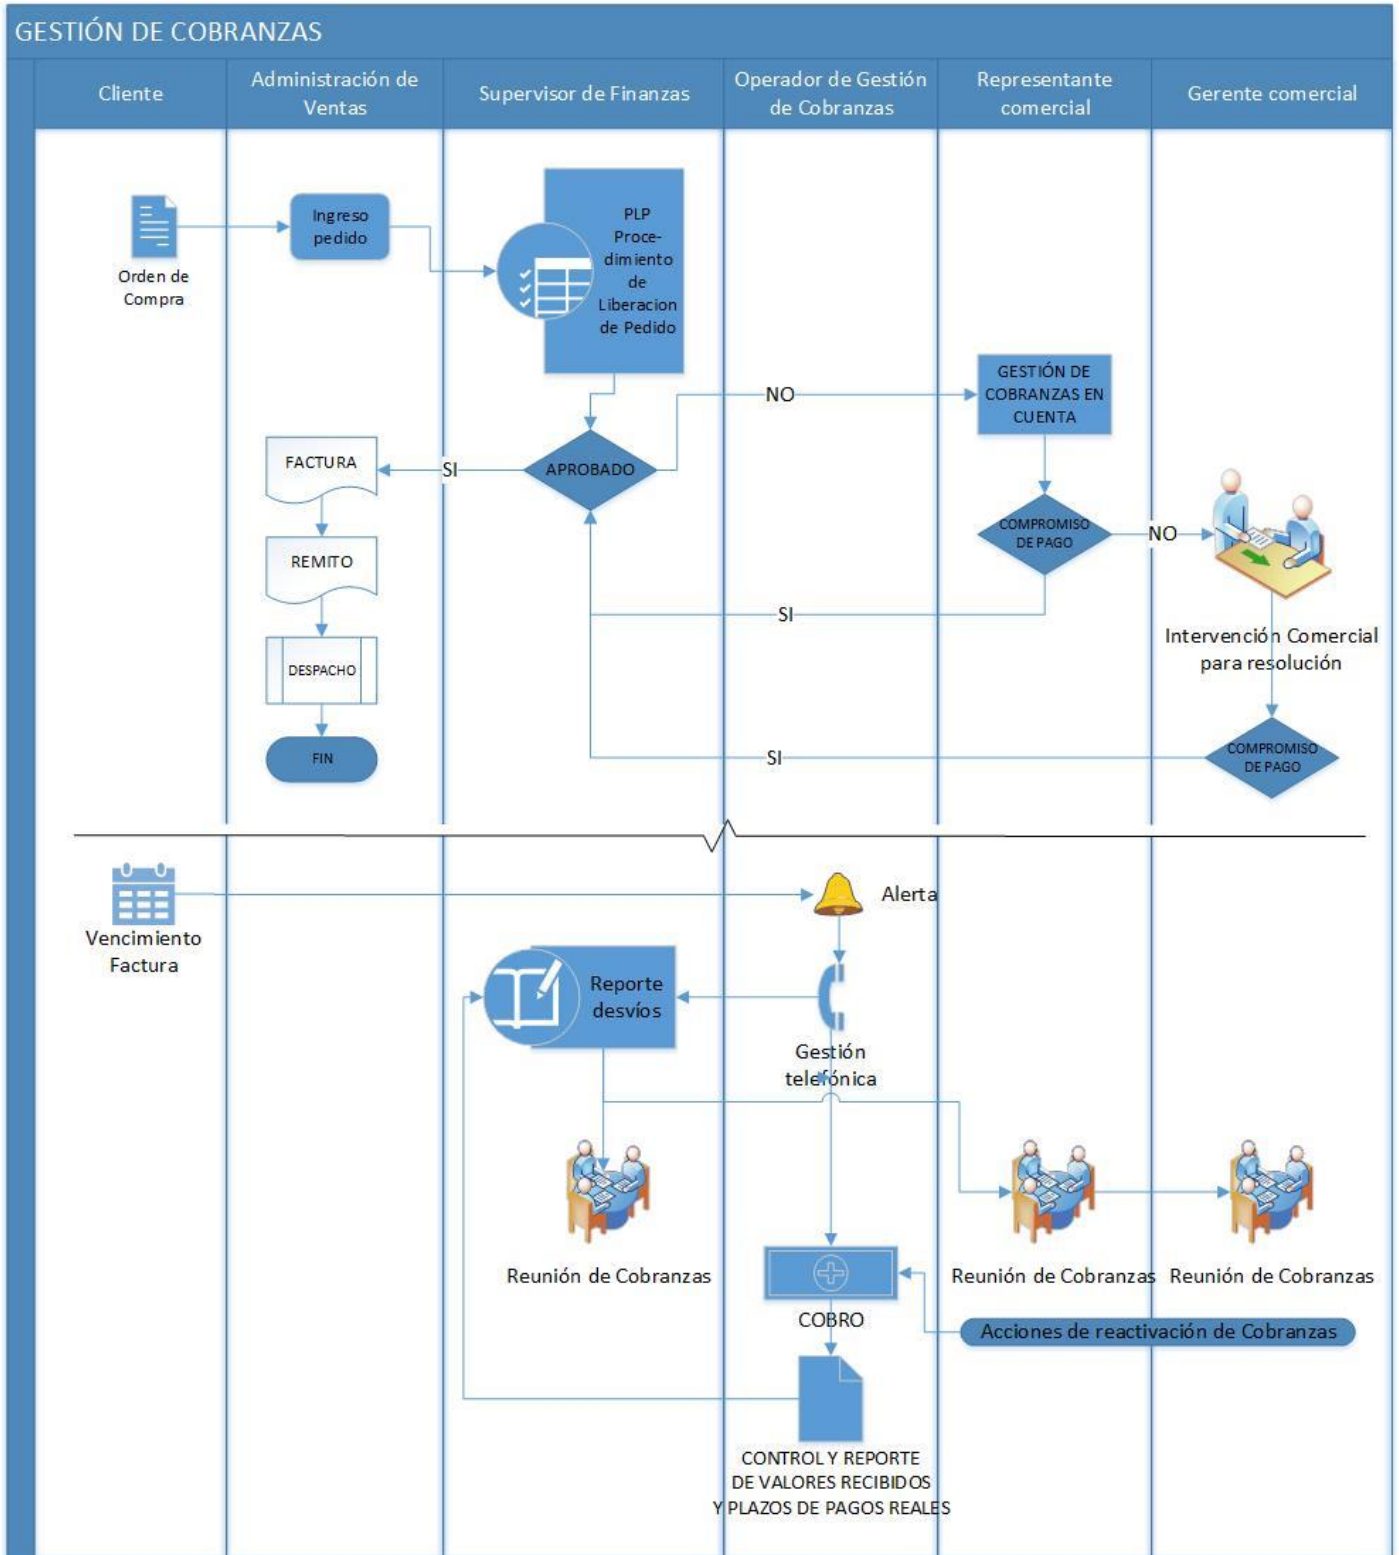 GESTIÓN DE COBRANZAS
Cliente
Administración de
Ventas
Supervisor de Finanzas
Operador de Gestión
de Cobranzas
Representante
comercial
Gerente comercial
Orden de
Compra
Ingreso
pedido
PLP
Proce-
dimiento
de
Liberacion
de Pedido
NO
GESTIÓN DE
COBRANZAS EN
CUENTA
FACTURA
SI
APROBADO
COMPROMISO
DE PAGO
NO
REMITO
SI
Intervención Comercial
para resolución
DESPACHO
FIN
SI
COMPROMISO
DE PAGO
Vencimiento
Factura
Alerta
Reporte
desvíos
Gestión
telefónica
Reunión de Cobranzas
Reunión de Cobranzas
Reunión de Cobranzas
COBRO
Acciones de reactivación de Cobranzas
CONTROL Y REPORTE
DE VALORES RECIBIDOS
Y PLAZOS DE PAGOS REALES